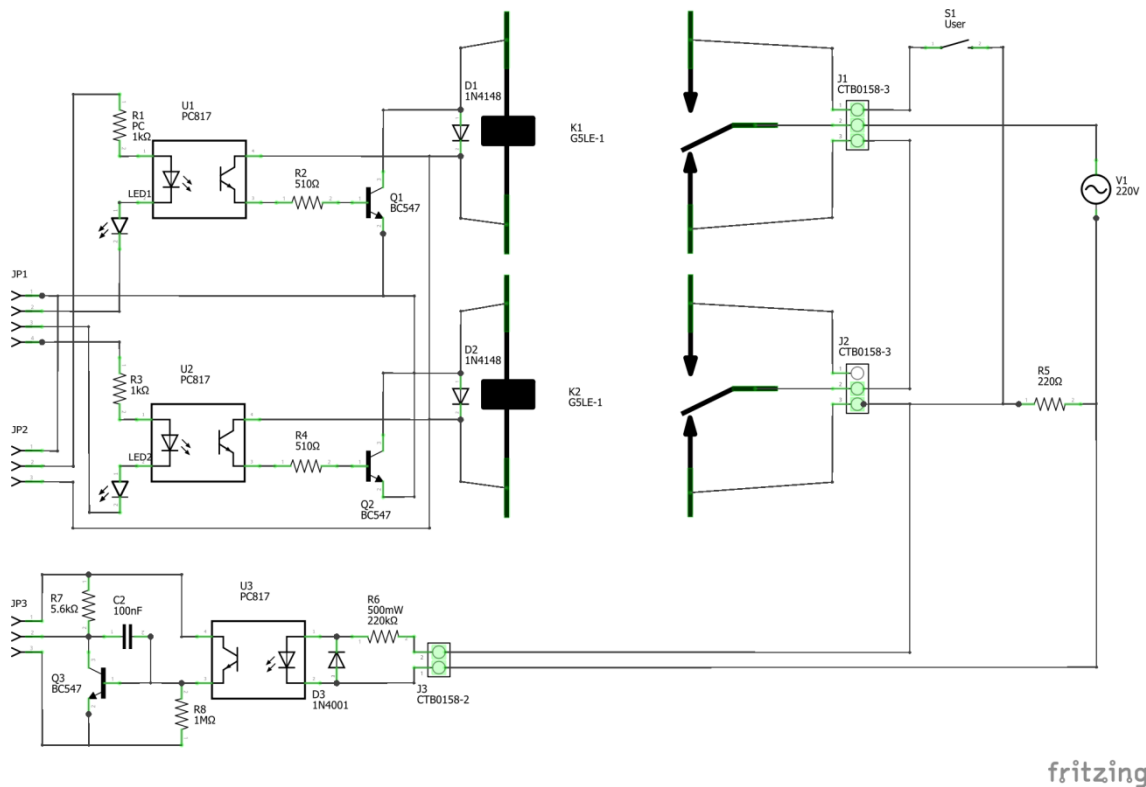 S1
User
D1
1N4148
J1
CTB0158-3
U1
PC817
R1
PC
1kΩ
K1
G5LE-1
R2
510Ω
V1
220V
LED1
Q1
BC547
JP1
D2
1N4148
J2
CTB0158-3
U2
PC817
R3
1kΩ
K2
G5LE-1
R5
220Ω
JP2
R4
510Ω
LED2
Q2
BC547
U3
PC817
JP3
R7
5.6kΩ
C2
100nF
R6
500mW
220kΩ
Q3
BC547
D3
1N4001
J3
CTB0158-2
R8
1MΩ
fritzing